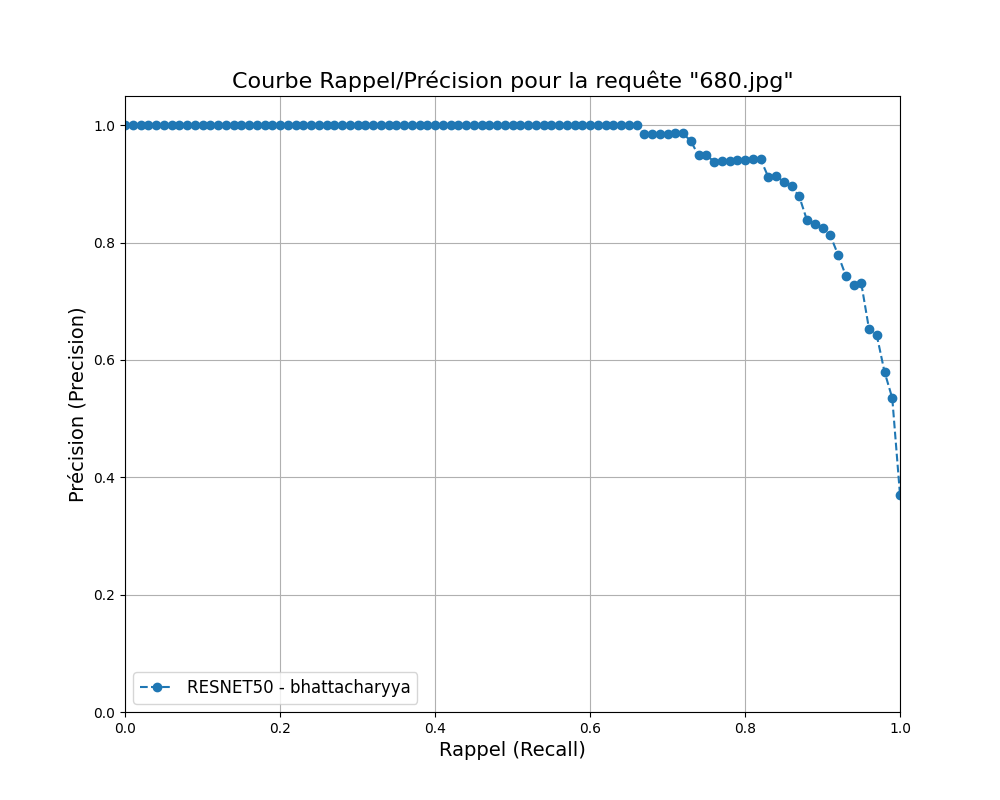 Courbe Rappel/Précision pour la requête "680.jpg"
Précision (Precision)
1.0
0.8
0.6
0.4
0.2
0.0
RESNET50 - bhattacharyya
0.0 0.2 0.4 0.6 0.8 1.0
Rappel (Recall)